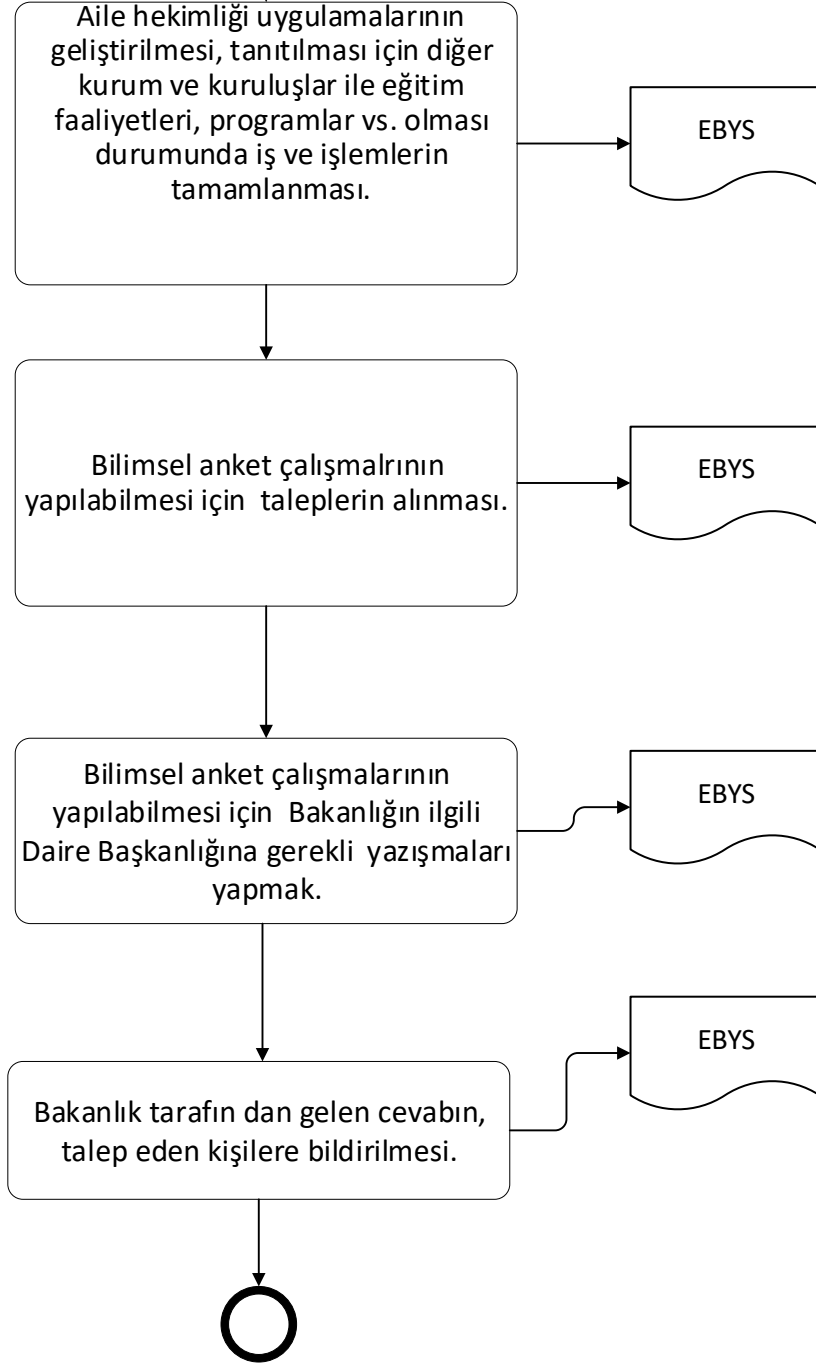 Aile hekimliği uygulamalarının
geliştirilmesi, tanıtılması için diğer
kurum ve kuruluşlar ile eğitim
faaliyetleri, programlar vs. olması
durumunda iş ve işlemlerin
tamamlanması.
EBYS
Bilimsel anket çalışmalrının
yapılabilmesi için  taleplerin alınması.
EBYS
Bilimsel anket çalışmalarının
yapılabilmesi için  Bakanlığın ilgili
Daire Başkanlığına gerekli  yazışmaları
yapmak.
EBYS
Bakanlık tarafın dan gelen cevabın,
talep eden kişilere bildirilmesi.
EBYS